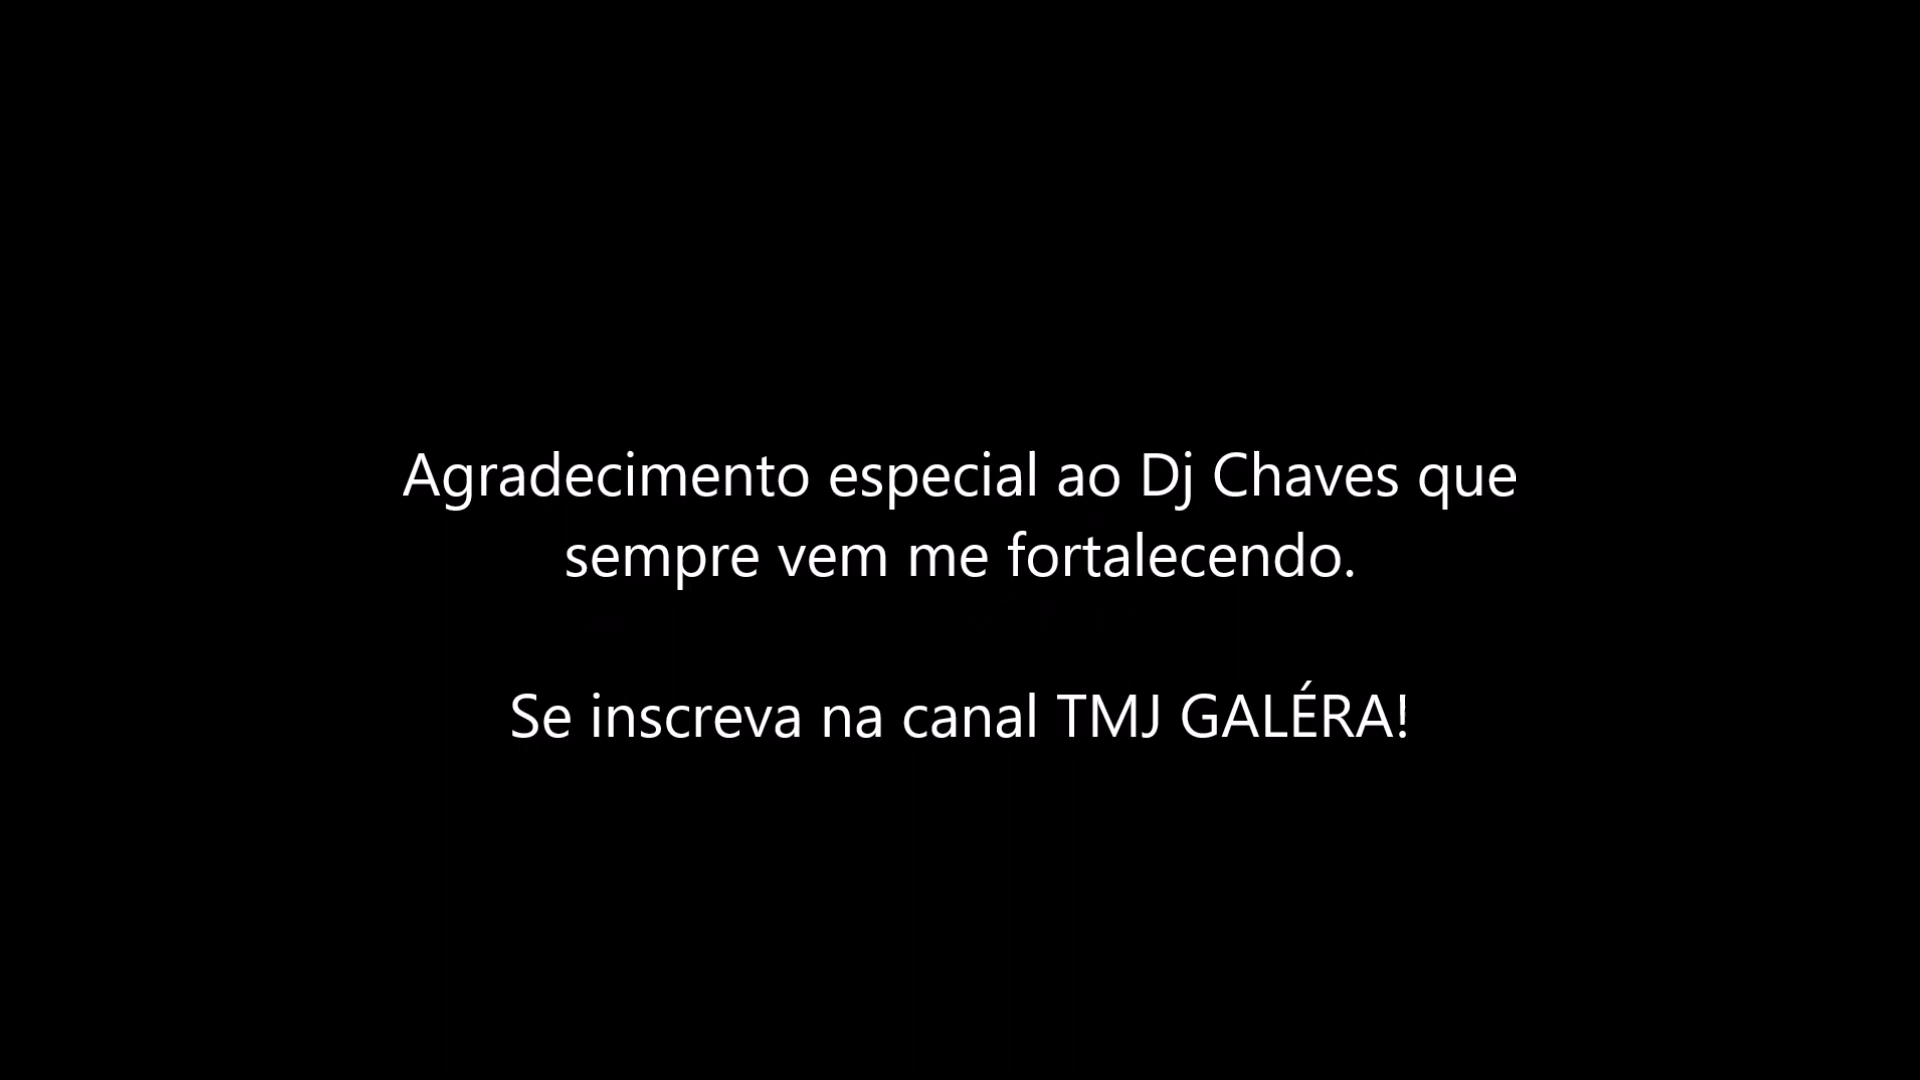 Agradecimento especial ao Dj Chaves que
sempre vem me fortalecendo.
Se inscreva na canal TMJ GALÉRA!